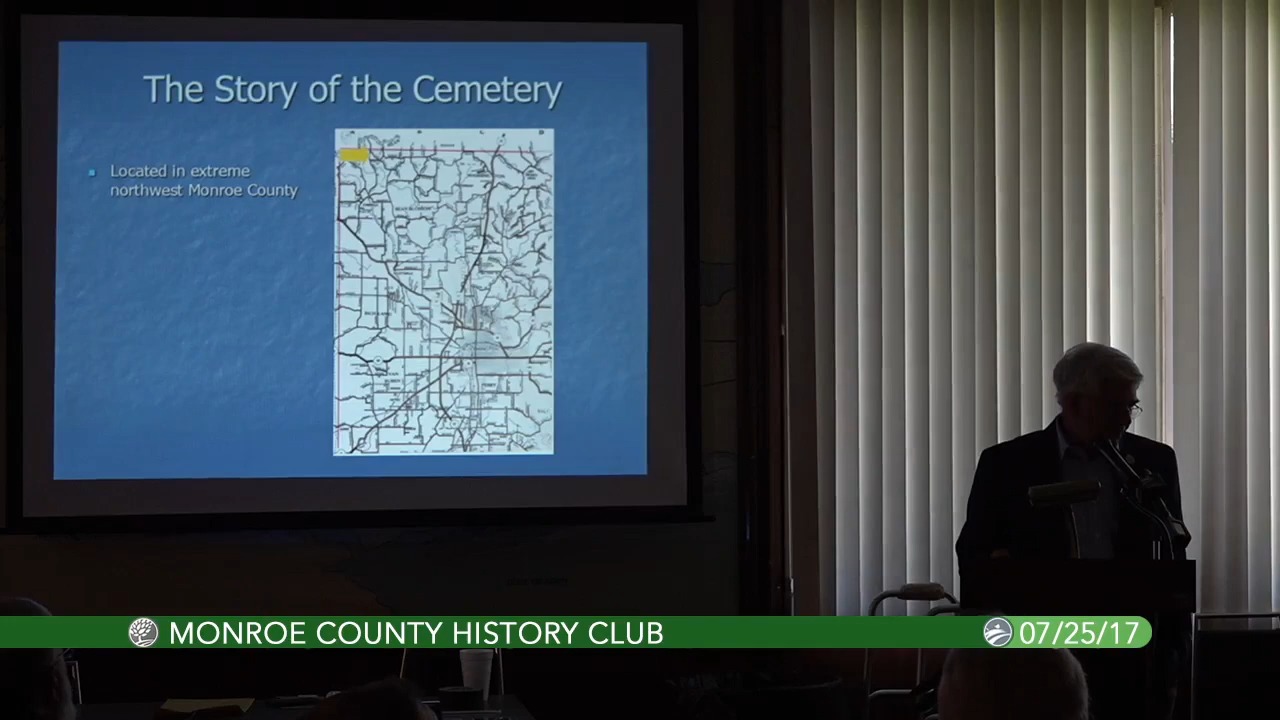 The Story of the Cemetery
Located in extreme
northwest Monroe County
MONROE COUNTY HISTORY CLUB
07/25/17